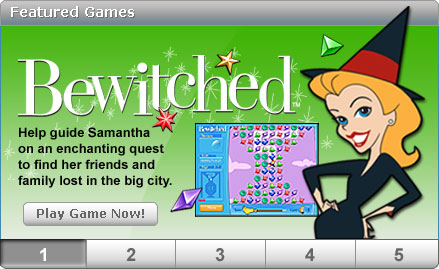 Featured Games
Bewitched™
Help guide Samantha
on an enchanting quest
to find her friends and
family lost in the big city.
Bewitched
Play Game Now!
1 2 3 4 5